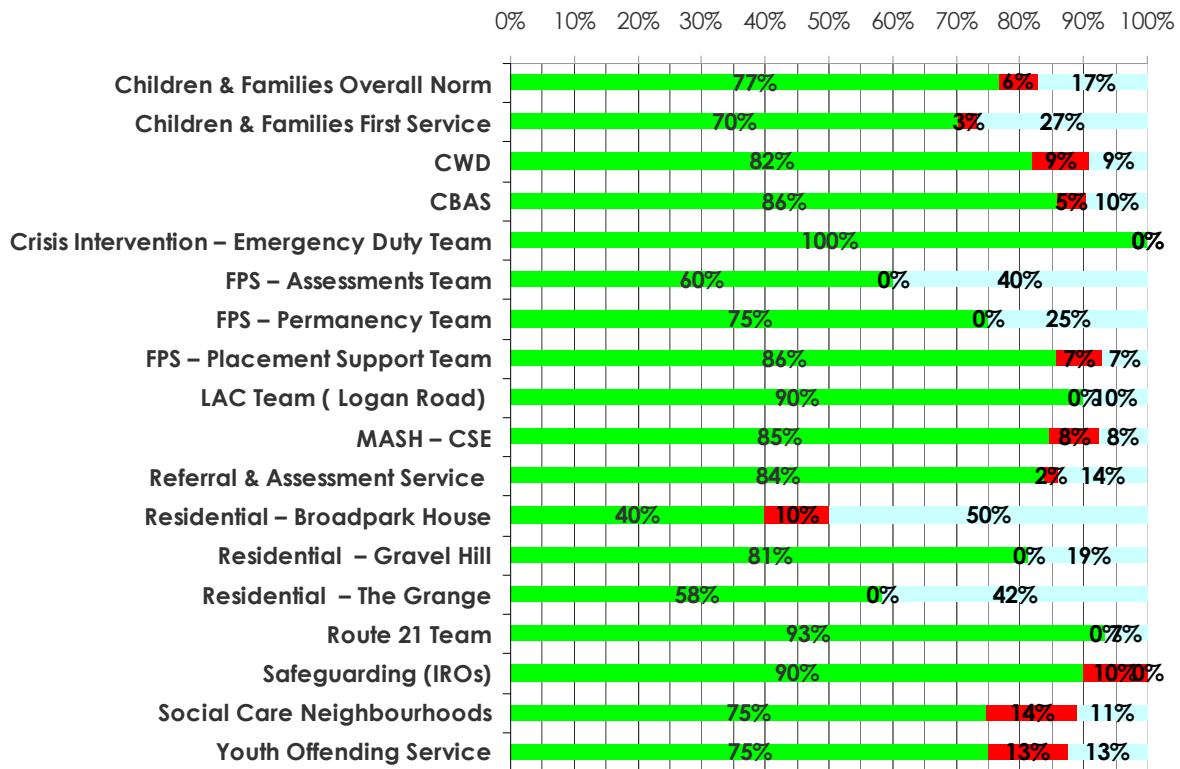 0% 10% 20% 30% 40% 50% 60% 70% 80% 90% 100%
Children & Families Overall Norm 77% 6% 17%
Children & Families First Service 70% 3% 27%
CWD 82% 9% 9%
CBAS 86% 5% 10%
Crisis Intervention – Emergency Duty Team 100% 0%
FPS – Assessments Team 60% 0% 40%
FPS – Permanency Team 75% 0% 25%
FPS – Placement Support Team 86% 7% 7%
LAC Team ( Logan Road) 90% 0% 10%
MASH – CSE 85% 8% 8%
Referral & Assessment Service 84% 2% 14%
Residential – Broadpark House 40% 10% 50%
Residential – Gravel Hill 81% 0% 19%
Residential – The Grange 58% 0% 42%
Route 21 Team 93% 0% 7%
Safeguarding (IROs) 90% 10% 0%
Social Care Neighbourhoods 75% 14% 11%
Youth Offending Service 75% 13% 13%